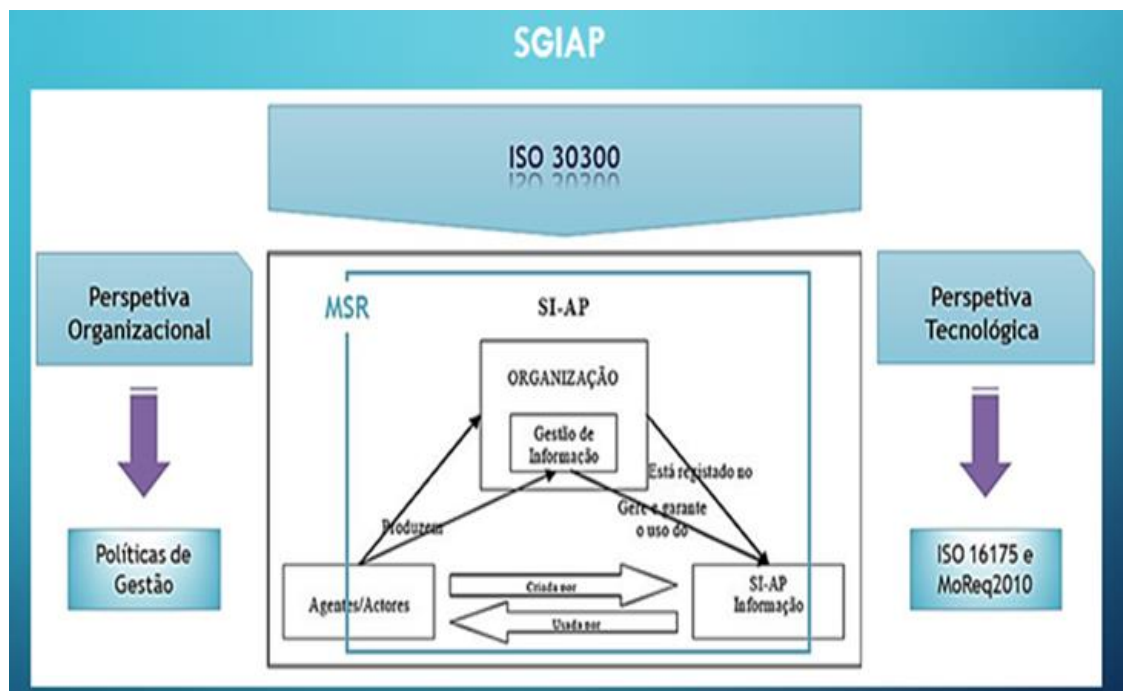 SGIAP
ISO 30300
Perspetiva
Organizacional
Políticas de
Gestão
MSR
SI-AP
ORGANIZAÇÃO
Gestão de
Informação
Produzem
Está registado no
Gere e garante
o uso do
Agentes/Actores
Criada por
Usada por
SI-AP
Informação
Perspetiva
Tecnológica
ISO 16175 e
MoReq2010